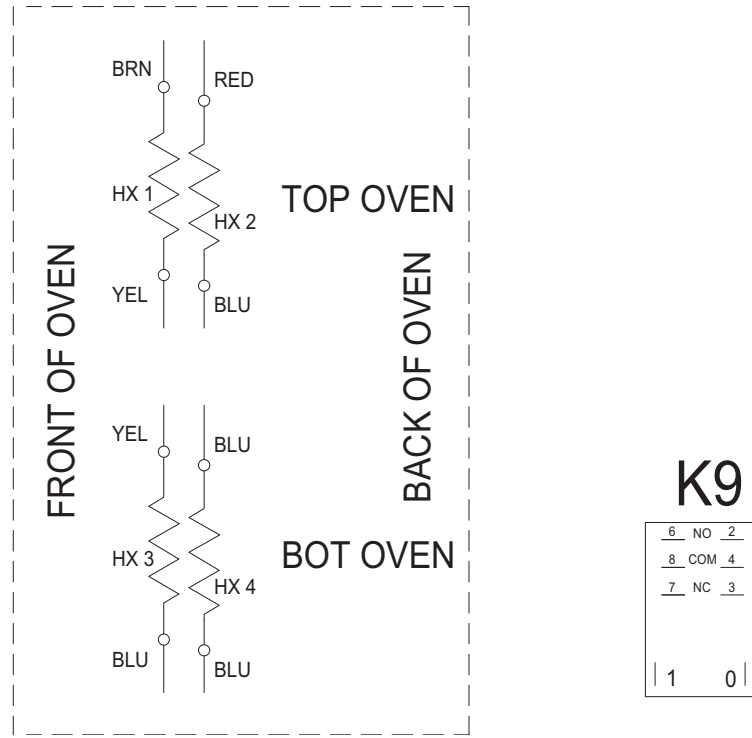 BRN
RED
HX 1
HX 2
TOP OVEN
YEL
BLU
FRONT OF OVEN
BACK OF OVEN
YEL
BLU
HX 3
HX 4
BOT OVEN
BLU
BLU
K9
6 NO 2
8 COM 4
7 NC 3
1 0